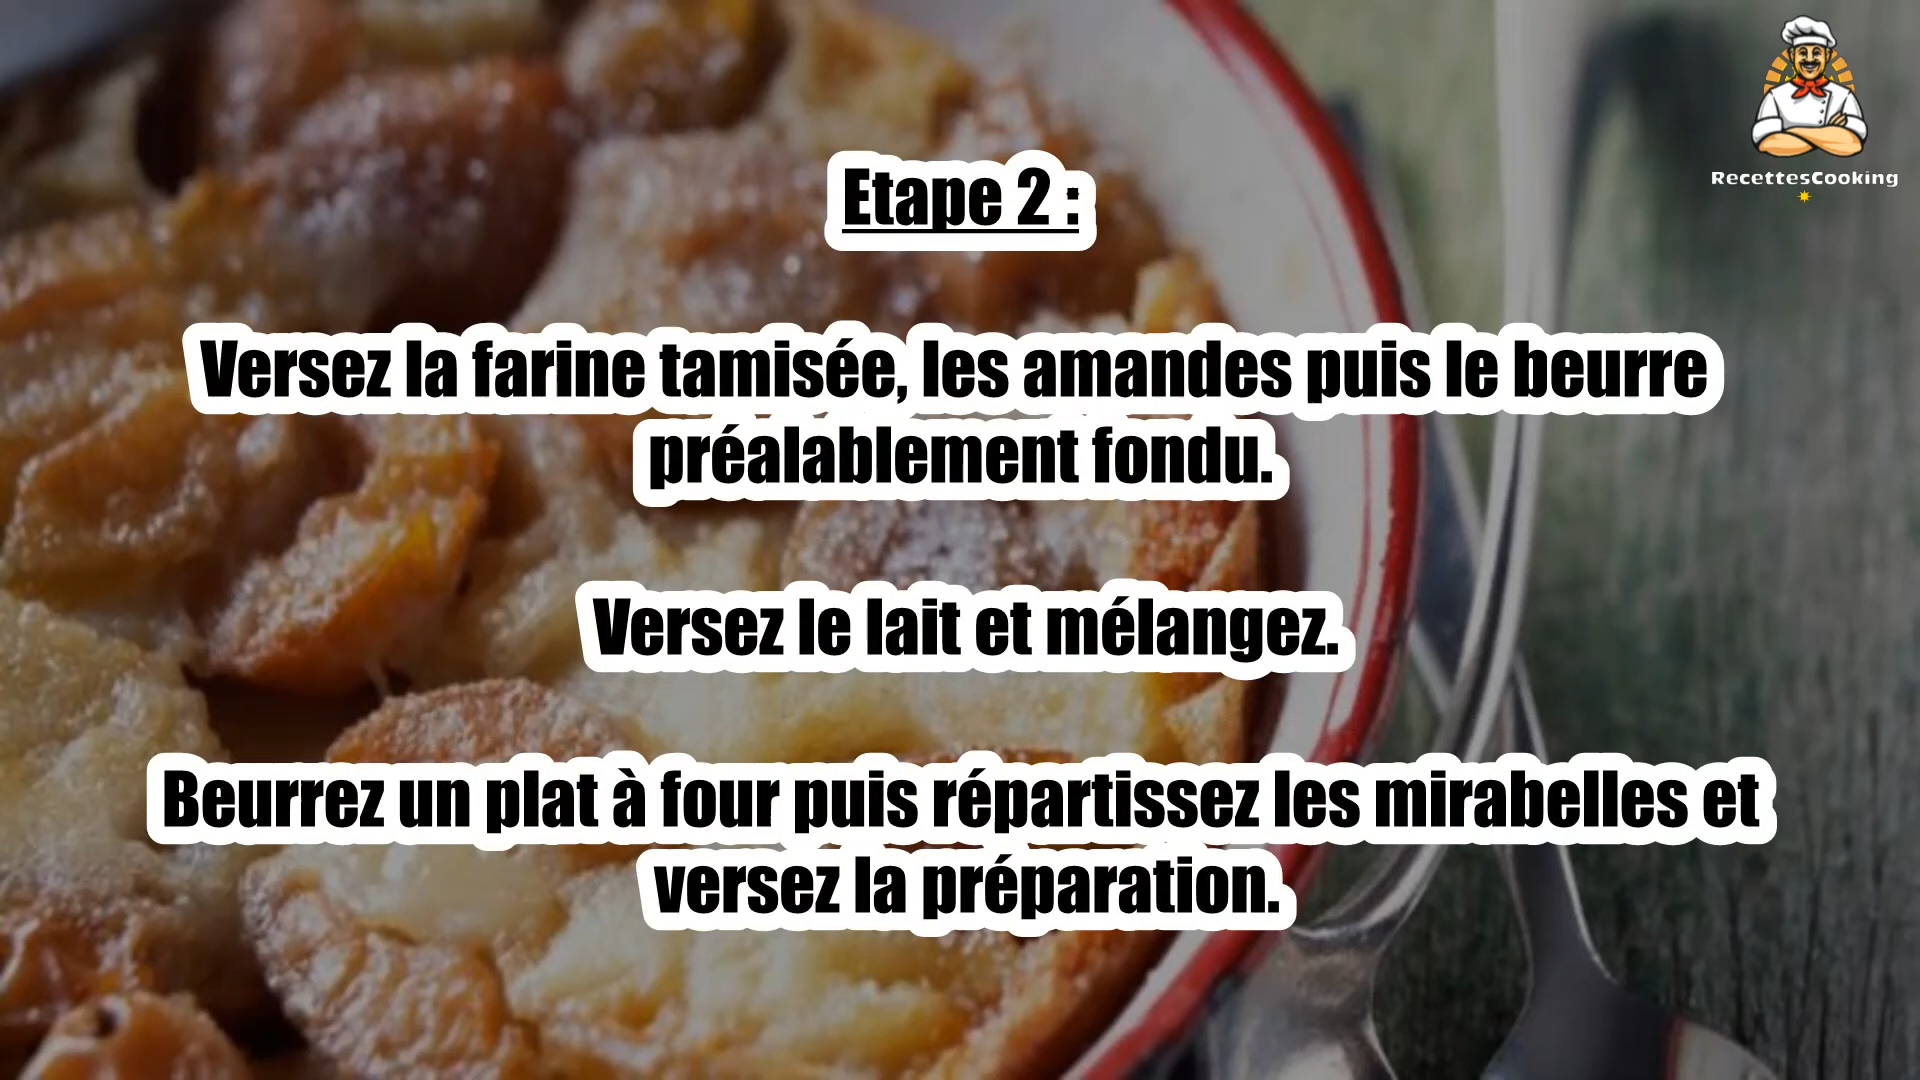 RecettesCooking
Etape 2 :
Versez la farine tamisée, les amandes puis le beurre
préalablement fondu.
Versez le lait et mélangez.
Beurrez un plat à four puis répartissez les mirabelles et
versez la préparation.